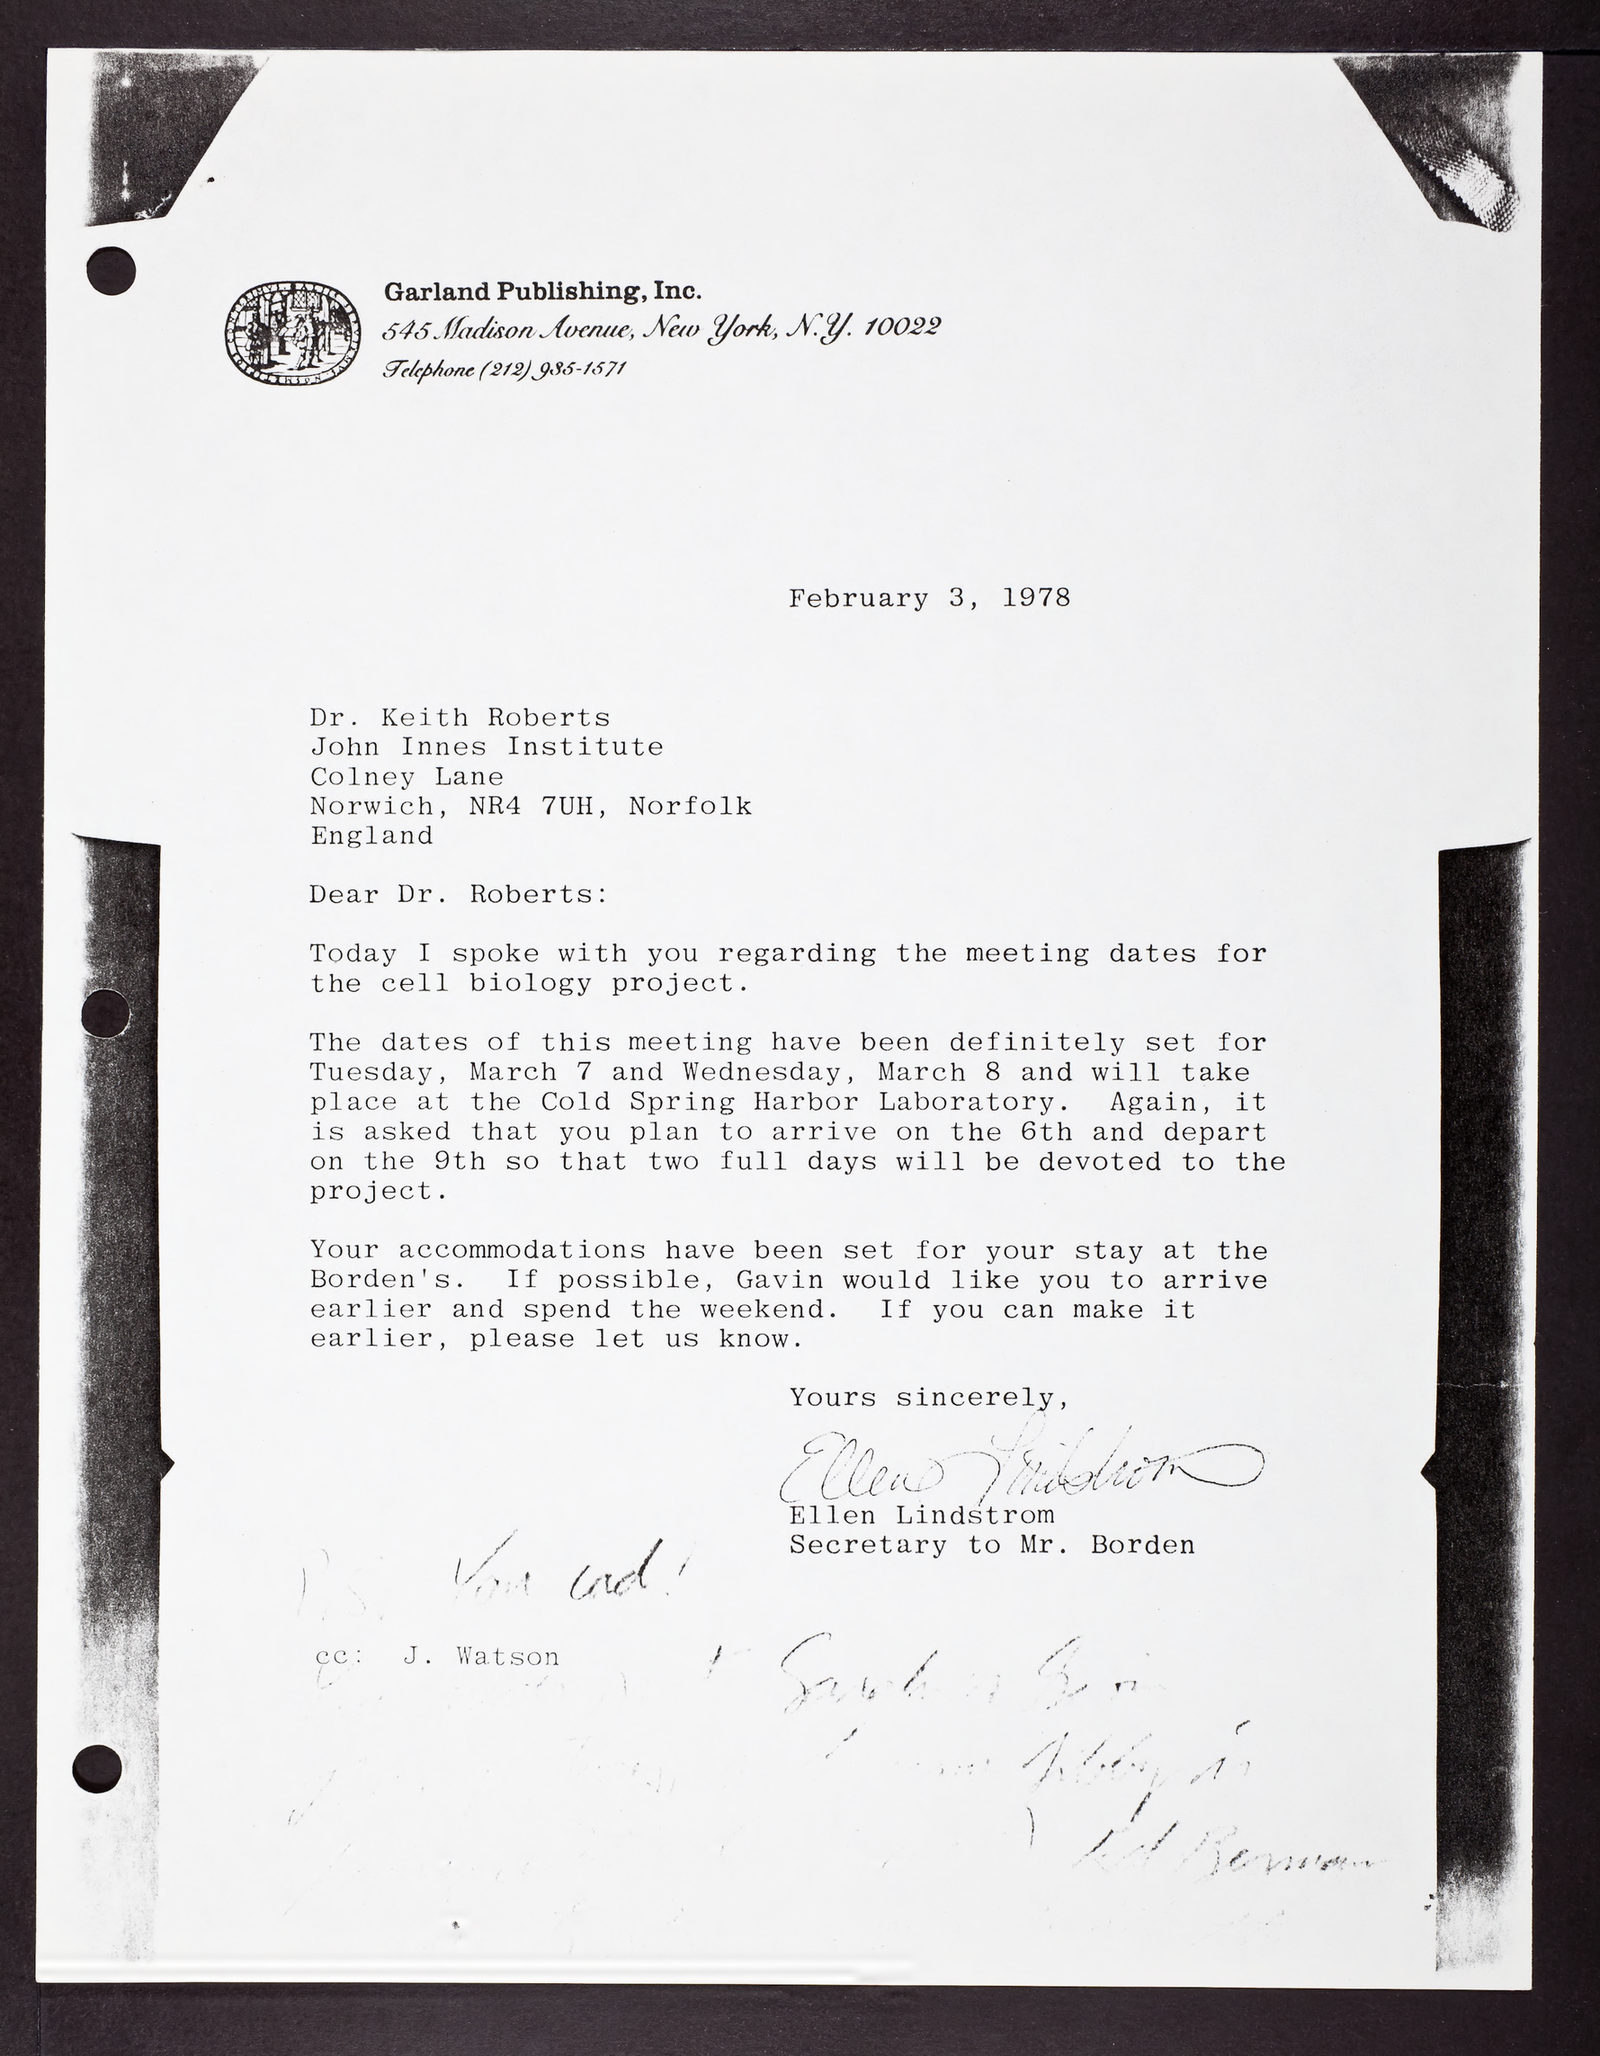 Garland Publishing, Inc.
545 Madison Avenue, New York, N.Y. 10022
Telephone (212) 935-1571
February 3, 1978
Dr. Keith Roberts
John Innes Institute
Colney Lane
Norwich, NR4 7UH, Norfolk
England
Dear Dr. Roberts:
Today I spoke with you regarding the meeting dates for
the cell biology project.
The dates of this meeting have been definitely set for
Tuesday, March 7 and Wednesday, March 8 and will take
place at the Cold Spring Harbor Laboratory.  Again, it
is asked that you plan to arrive on the 6th and depart
on the 9th so that two full days will be devoted to the
project.
Your accommodations have been set for your stay at the
Borden's.  If possible, Gavin would like you to arrive
earlier and spend the weekend.  If you can make it
earlier, please let us know.
Yours sincerely,
Ellen Lindstrom
Ellen Lindstrom
Secretary to Mr. Borden
P.S. You cad!
cc:  J. Watson